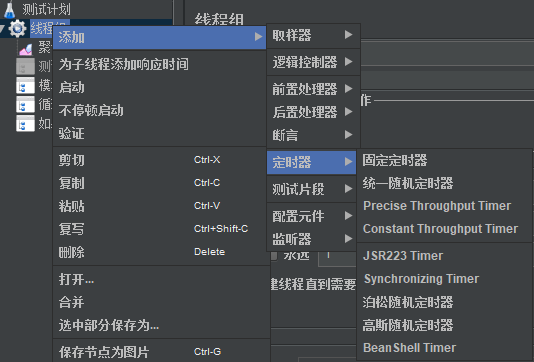 测试计划
线程组
线程组
聚
测
模
循
如
添加
为子线程添加响应时间
启动
不停顿启动
验证
剪切 Ctrl-X
复制 Ctrl-C
粘贴 Ctrl-V
复写 Ctrl+Shift-C
删除 Delete
打开...
合并
选中部分保存为...
保存节点为图片 Ctrl-G
取样器
逻辑控制器
前置处理器
后置处理器
断言
定时器
测试片段
配置元件
监听器
作
永远
建线程直到需要
固定定时器
统一随机定时器
Precise Throughput Timer
Constant Throughput Timer
JSR223 Timer
Synchronizing Timer
泊松随机定时器
高斯随机定时器
BeanShell Timer